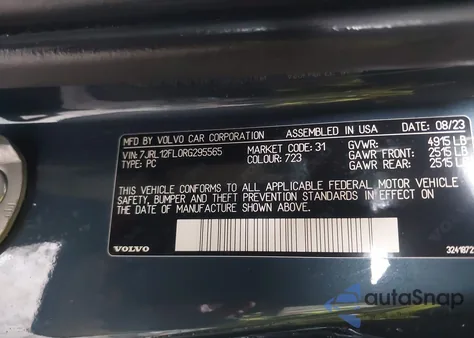 MFD. BY VOLVO CAR CORPORATION ASSEMBLED IN USA DATE: 08/23
VIN: 7JRL12FL0RG295565 MARKET CODE: 31 GVWR: 4915 LB
TYPE: PC COLOUR: 723 GAWR FRONT: 2515 LB
GAWR REAR: 2515 LB
THIS VEHICLE CONFORMS TO ALL APPLICABLE FEDERAL MOTOR VEHICLE
SAFETY, BUMPER AND THEFT PREVENTION STANDARDS IN EFFECT ON
THE DATE OF MANUFACTURE SHOWN ABOVE.
VOLVO 3241872
autoSnap